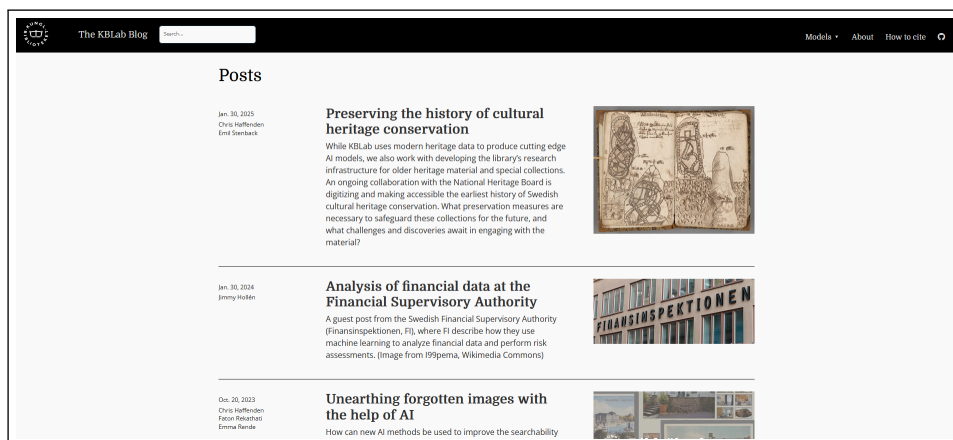 KUNGL. BIBLIOTEKET
The KBLab Blog
Search...
Models ▾
About
How to cite
Posts
Jan. 30, 2025
Chris Haffenden
Emil Stenback
Preserving the history of cultural
heritage conservation
While KBLab uses modern heritage data to produce cutting edge
AI models, we also work with developing the library's research
infrastructure for older heritage material and special collections.
An ongoing collaboration with the National Heritage Board is
digitizing and making accessible the earliest history of Swedish
cultural heritage conservation. What preservation measures are
necessary to safeguard these collections for the future, and
what challenges and discoveries await in engaging with the
material?
Jan. 30, 2024
Jimmy Hollén
Analysis of financial data at the
Financial Supervisory Authority
A guest post from the Swedish Financial Supervisory Authority
(Finansinspektionen, FI), where FI describe how they use
machine learning to analyze financial data and perform risk
assessments. (Image from I99pema, Wikimedia Commons)
FINANSINSPEKTIONEN
Oct. 20, 2023
Chris Haffenden
Faton Rekathati
Emma Rende
Unearthing forgotten images with
the help of AI
How can new AI methods be used to improve the searchability